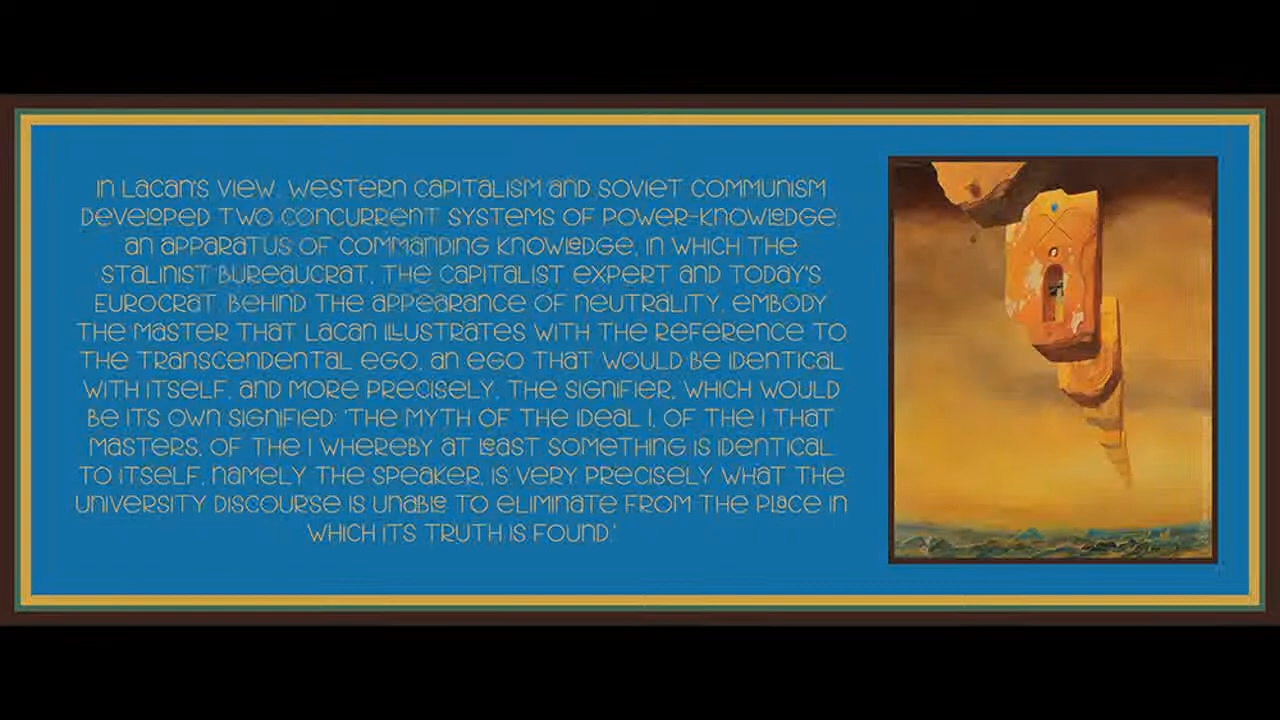 In Lacan's view, Western capitalism and Soviet communism
developed two concurrent systems of power-knowledge,
an apparatus of commanding knowledge, in which the
Stalinist bureaucrat, the capitalist expert and today's
Eurocrat, behind the appearance of neutrality, embody
the Master that Lacan illustrates with the reference to
the transcendental ego, an ego that would be identical
with itself, and more precisely, the signifier, which would
be its own signified: 'The myth of the ideal I, of the I that
masters, of the I whereby at least something is identical
to itself, namely the speaker, is very precisely what the
university discourse is unable to eliminate from the place in
which its truth is found.'